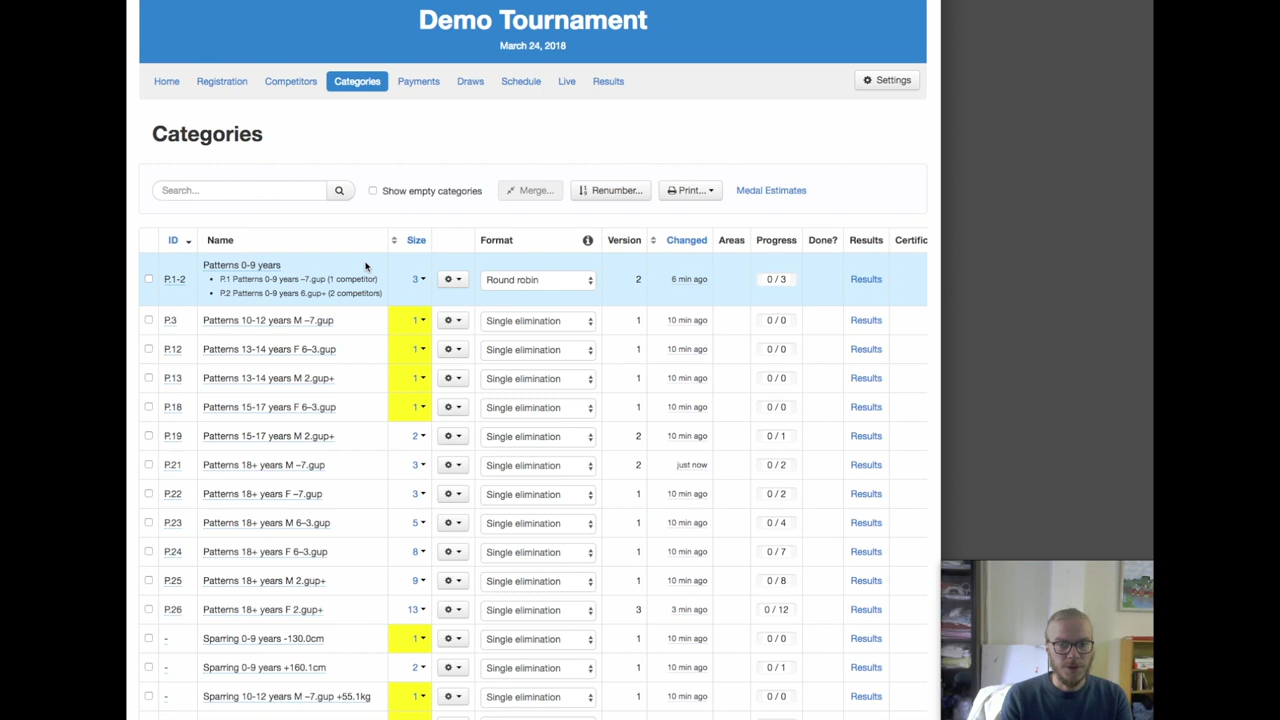 Demo Tournament
March 24, 2018
Home Registration Competitors Categories Payments Draws Schedule Live Results Settings
Categories
Search... Show empty categories Merge... Renumber... Print... Medal Estimates
ID Name Size Format Version Changed Areas Progress Done? Results Certific
Patterns 0-9 years
P.1-2 • P.1 Patterns 0-9 years –7.gup (1 competitor) 3 Round robin 2 6 min ago 0 / 3 Results
• P.2 Patterns 0-9 years 6.gup+ (2 competitors)
P.3 Patterns 10-12 years M –7.gup 1 Single elimination 1 10 min ago 0 / 0 Results
P.12 Patterns 13-14 years F 6–3.gup 1 Single elimination 1 10 min ago 0 / 0 Results
P.13 Patterns 13-14 years M 2.gup+ 1 Single elimination 1 10 min ago 0 / 0 Results
P.18 Patterns 15-17 years F 6–3.gup 1 Single elimination 1 10 min ago 0 / 0 Results
P.19 Patterns 15-17 years M 2.gup+ 2 Single elimination 2 10 min ago 0 / 1 Results
P.21 Patterns 18+ years M –7.gup 3 Single elimination 2 just now 0 / 2 Results
P.22 Patterns 18+ years F –7.gup 3 Single elimination 1 10 min ago 0 / 2 Results
P.23 Patterns 18+ years M 6–3.gup 5 Single elimination 1 10 min ago 0 / 4 Results
P.24 Patterns 18+ years F 6–3.gup 8 Single elimination 1 10 min ago 0 / 7 Results
P.25 Patterns 18+ years M 2.gup+ 9 Single elimination 1 10 min ago 0 / 8 Results
P.26 Patterns 18+ years F 2.gup+ 13 Single elimination 3 3 min ago 0 / 12 Results
- Sparring 0-9 years -130.0cm 1 Single elimination 1 10 min ago 0 / 0 Results
- Sparring 0-9 years +160.1cm 2 Single elimination 1 10 min ago 0 / 1 Results
- Sparring 10-12 years M –7.gup +55.1kg 1 Single elimination 1 10 min ago 0 / 0 Results